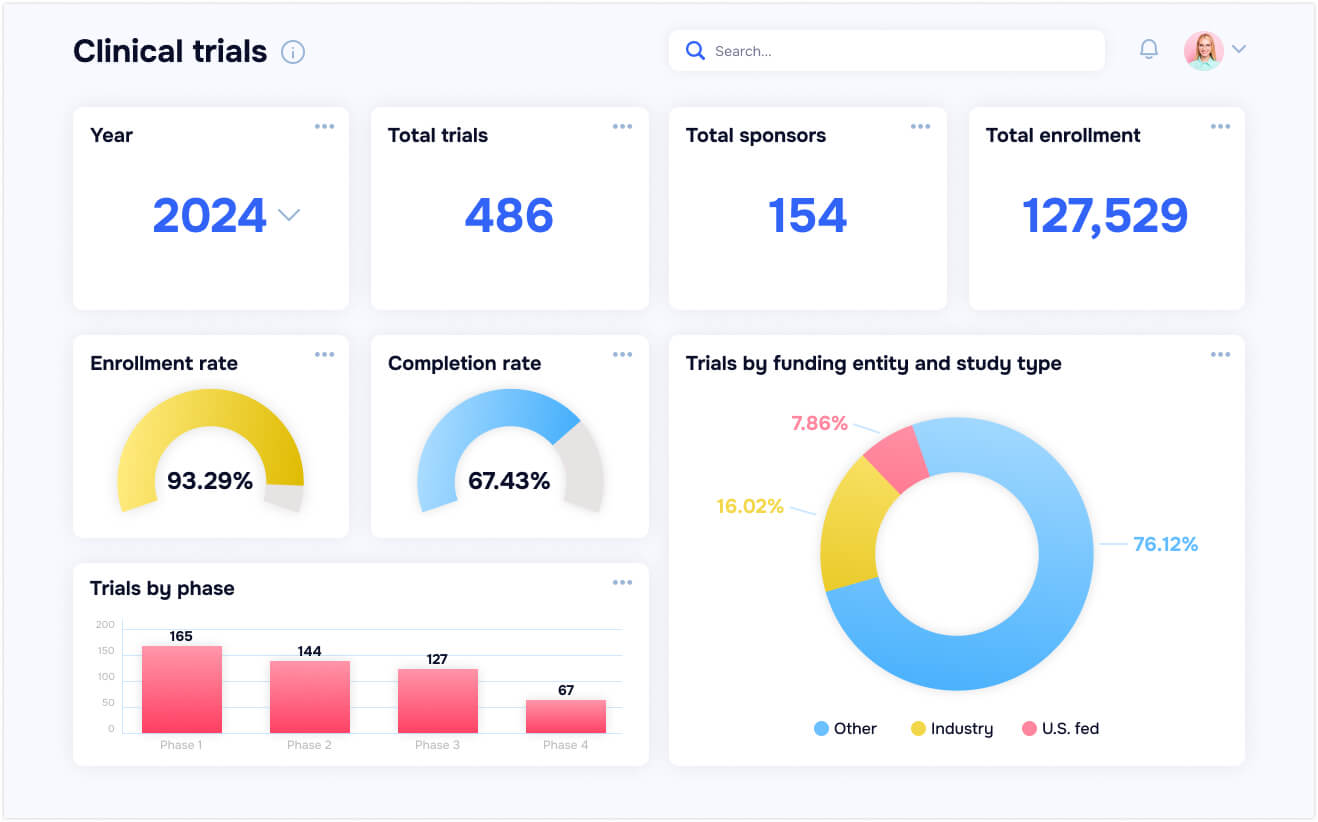 Clinical trials
Search...
Year
Total trials
Total sponsors
Total enrollment
2024
486
154
127,529
Enrollment rate
Completion rate
Trials by funding entity and study type
93.29%
67.43%
7.86%
16.02%
76.12%
Other
Industry
U.S. fed
Trials by phase
200
150
100
50
0
165
144
127
67
Phase 1
Phase 2
Phase 3
Phase 4